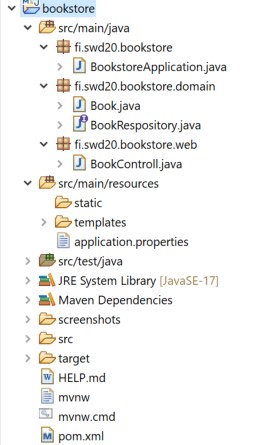 bookstore
src/main/java
fi.swd20.bookstore
BookstoreApplication.java
fi.swd20.bookstore.domain
Book.java
BookRespository.java
fi.swd20.bookstore.web
BookControll.java
src/main/resources
static
templates
application.properties
src/test/java
JRE System Library [JavaSE-17]
Maven Dependencies
screenshots
src
target
HELP.md
mvnw
mvnw.cmd
pom.xml